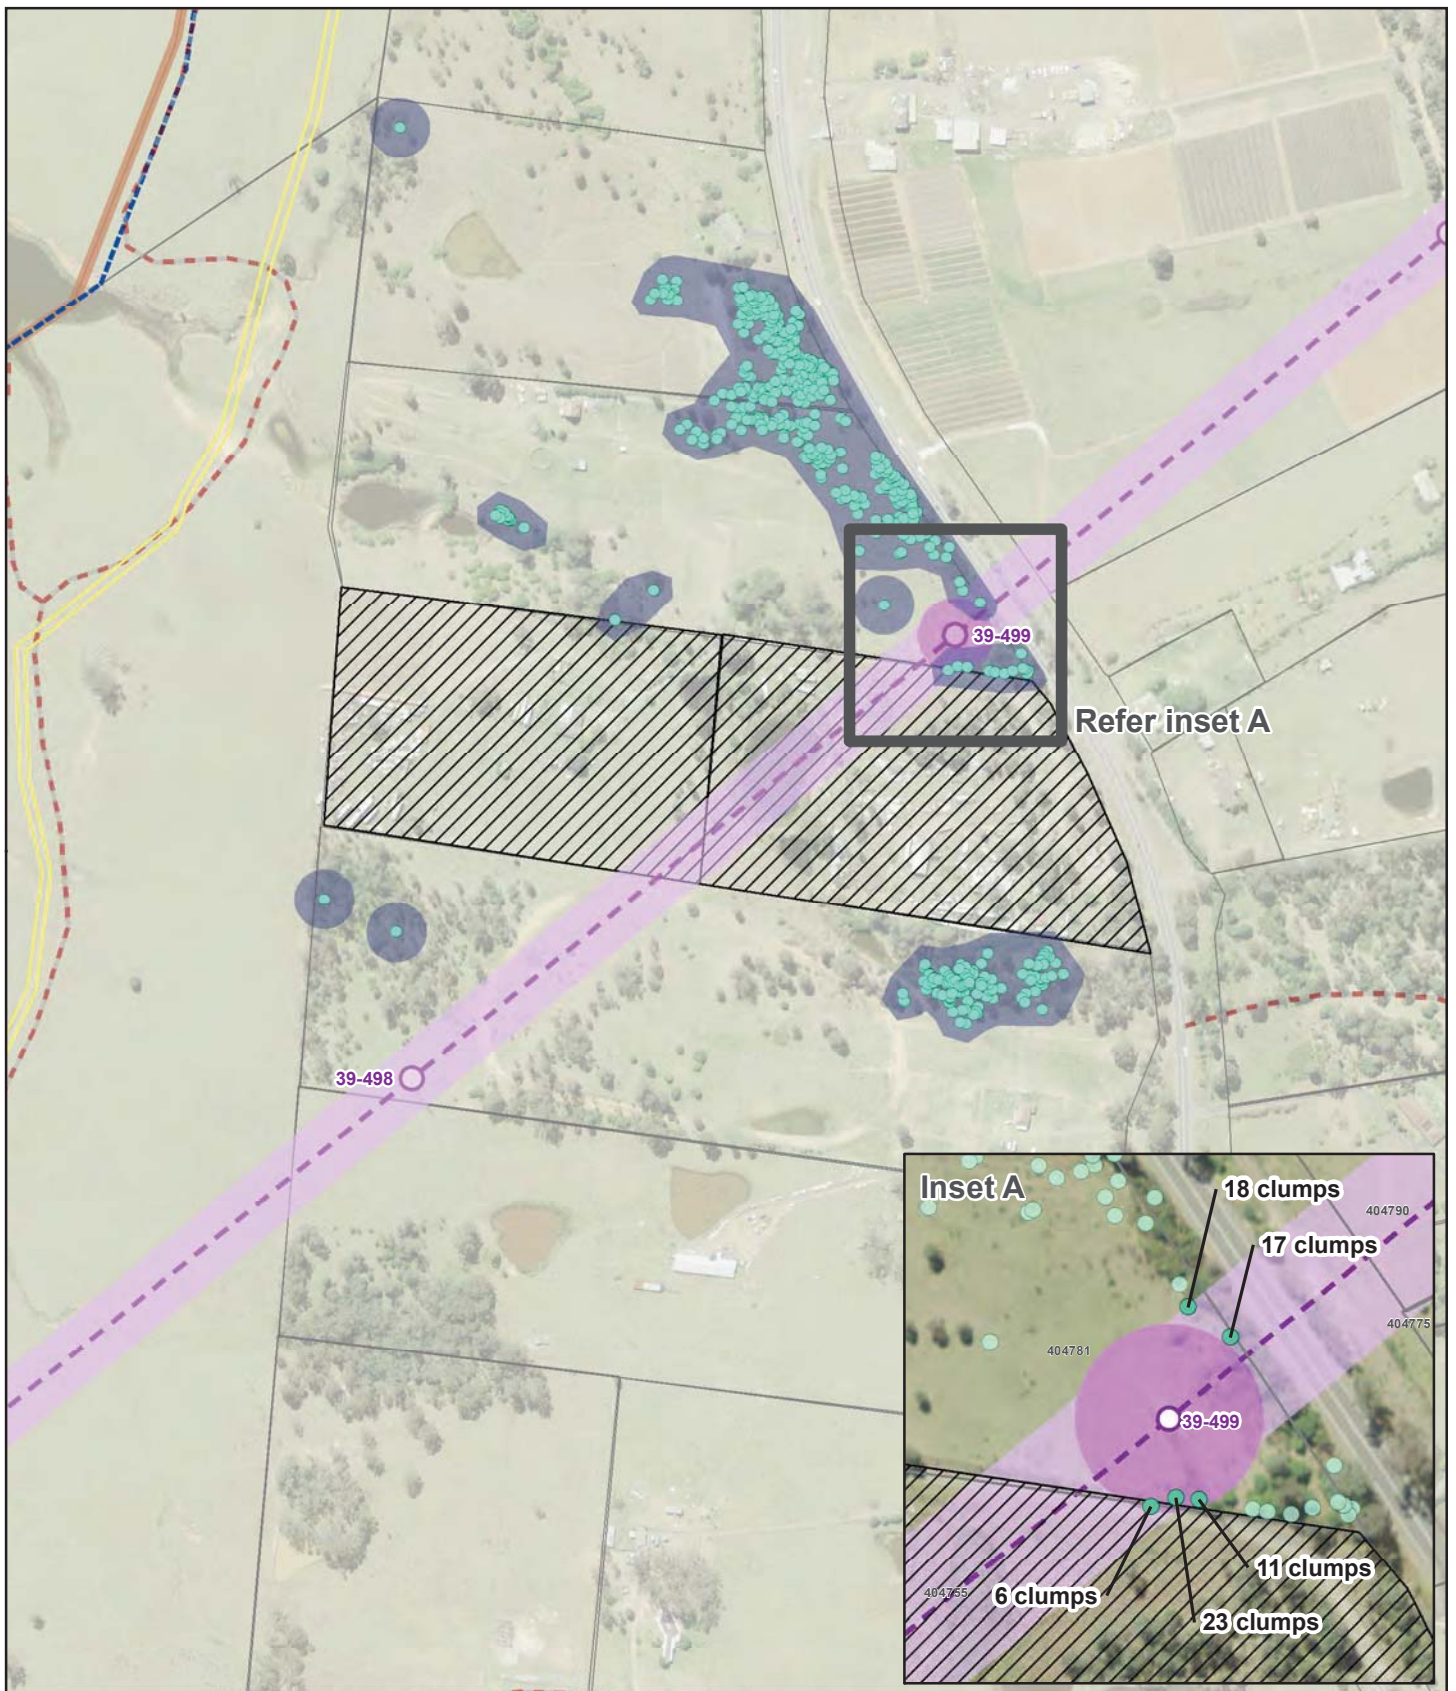 39-499
Refer inset A
39-498
Inset A
18 clumps
404790
17 clumps
404775
404781
39-499
11 clumps
404755
6 clumps
23 clumps